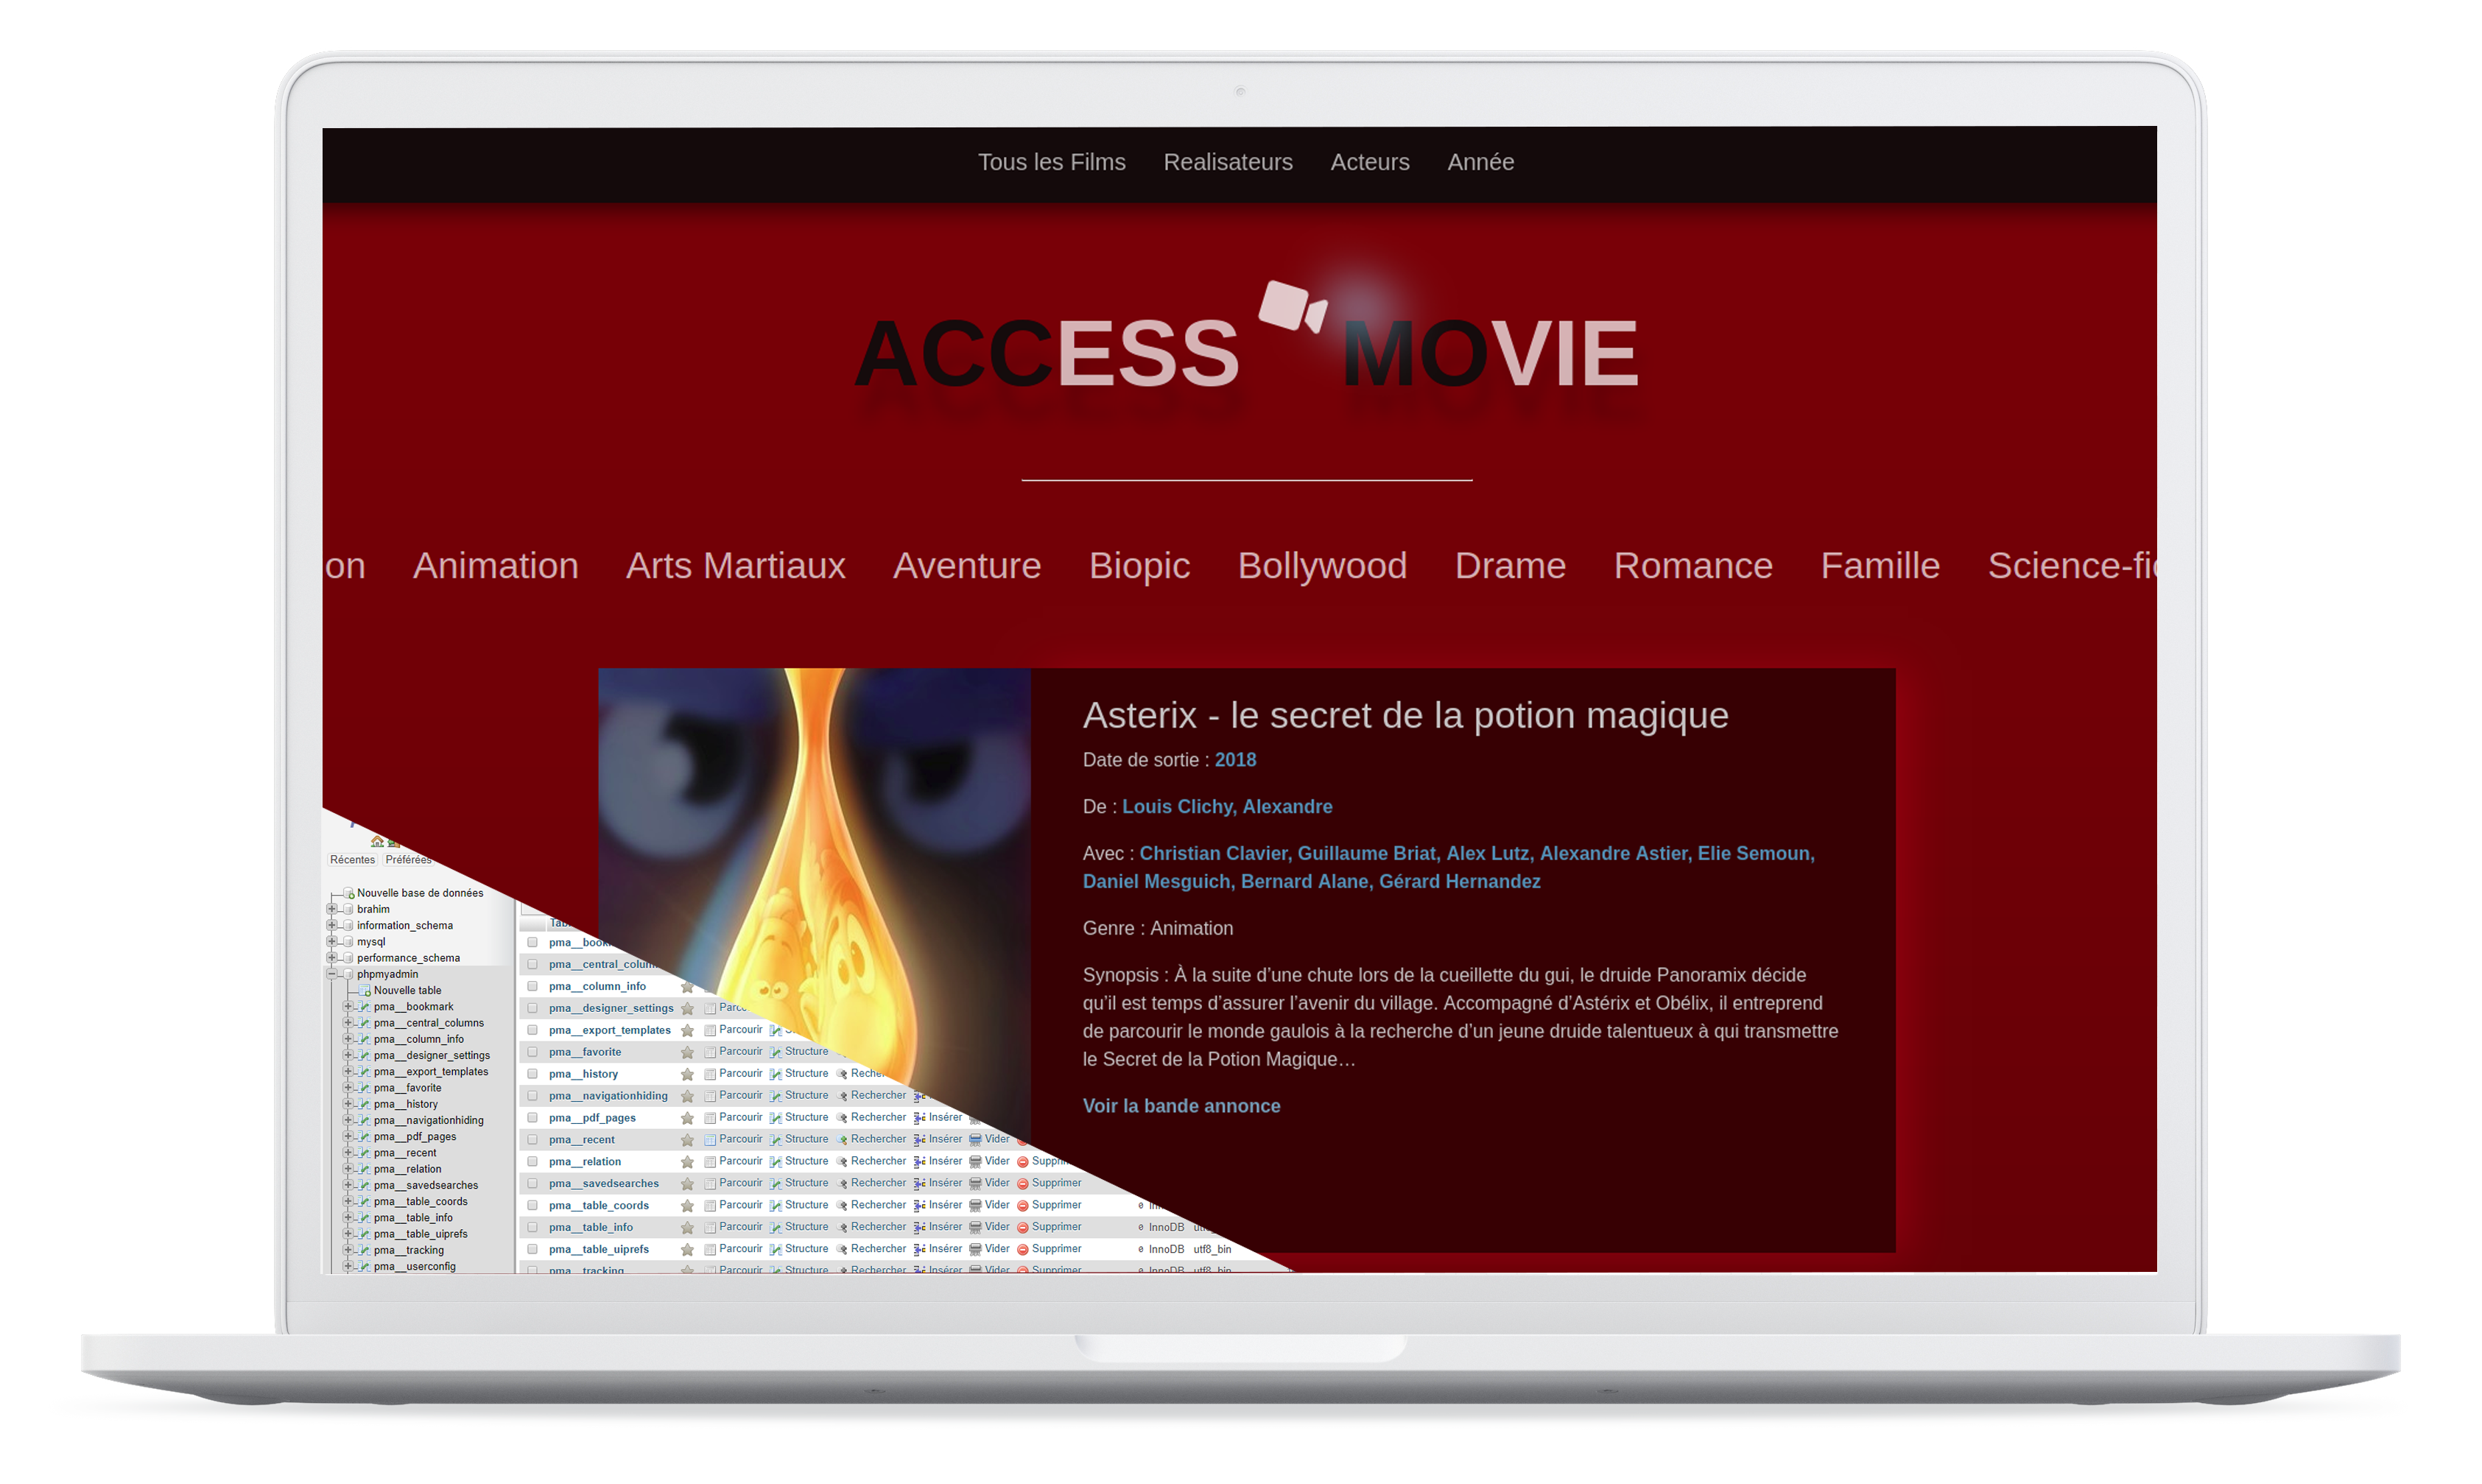 Tous les Films Realisateurs Acteurs Année
ACCESS MOVIE
on Animation Arts Martiaux Aventure Biopic Bollywood Drame Romance Famille Science-fic
Asterix - le secret de la potion magique
Date de sortie : 2018
De : Louis Clichy, Alexandre
Avec : Christian Clavier, Guillaume Briat, Alex Lutz, Alexandre Astier, Elie Semoun,
Daniel Mesguich, Bernard Alane, Gérard Hernandez
Genre : Animation
Synopsis : À la suite d’une chute lors de la cueillette du gui, le druide Panoramix décide
qu’il est temps d’assurer l’avenir du village. Accompagné d’Astérix et Obélix, il entreprend
de parcourir le monde gaulois à la recherche d’un jeune druide talentueux à qui transmettre
le Secret de la Potion Magique…
Voir la bande annonce
Récentes Préférées
Nouvelle base de données
brahim
information_schema
mysql
performance_schema
phpmyadmin
Nouvelle table
pma__bookmark
pma__central_columns
pma__column_info
pma__designer_settings
pma__export_templates
pma__favorite
pma__history
pma__navigationhiding
pma__pdf_pages
pma__recent
pma__relation
pma__savedsearches
pma__table_coords
pma__table_info
pma__table_uiprefs
pma__tracking
pma__userconfig
pma__book
pma__central_colum
pma__column_info
pma__designer_settings Parc
pma__export_templates Parcourir
pma__favorite Parcourir Structure
pma__history Parcourir Structure Reche
pma__navigationhiding Parcourir Structure Rechercher
pma__pdf_pages Parcourir Structure Rechercher Insérer
pma__recent Parcourir Structure Rechercher Insérer Vider
pma__relation Parcourir Structure Rechercher Insérer Vider Supprim
pma__savedsearches Parcourir Structure Rechercher Insérer Vider Supprimer
pma__table_coords Parcourir Structure Rechercher Insérer Vider Supprimer 0
pma__table_info Parcourir Structure Rechercher Insérer Vider Supprimer 0 InnoDB
pma__table_uiprefs Parcourir Structure Rechercher Insérer Vider Supprimer 0 InnoDB utf8_bin
pma__tracking Parcourir Structure Rechercher Insérer Vider Supprimer 0 InnoDB utf8_bin